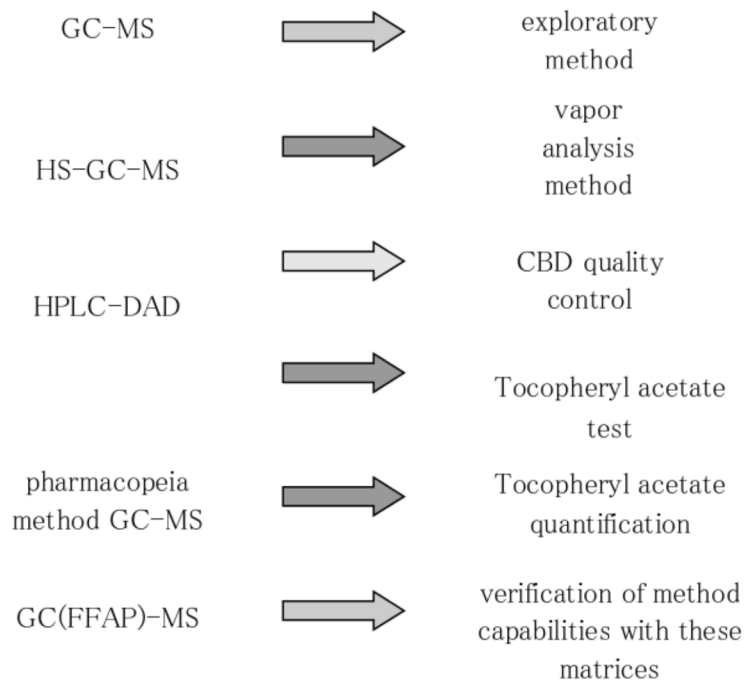 GC-MS
exploratory
method
HS-GC-MS
vapor
analysis
method
HPLC-DAD
CBD quality
control
Tocopheryl acetate
test
pharmacopeia
method GC-MS
Tocopheryl acetate
quantification
GC(FFAP)-MS
verification of method
capabilities with these
matrices